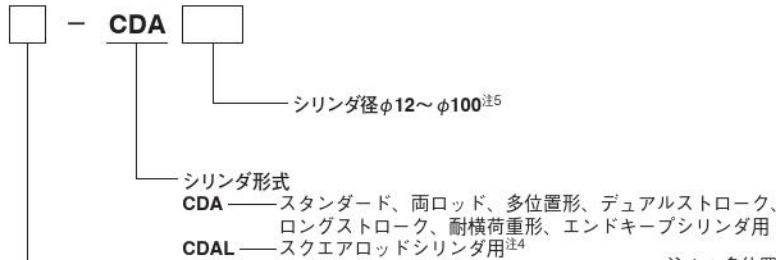 − CDA
シリンダ径φ12〜φ100注5
シリンダ形式
CDA スタンダード、両ロッド、多位置形、デュアルストローク、
ロングストローク、耐横荷重形、エンドキープシリンダ用
CDAL スクエアロッドシリンダ用注4